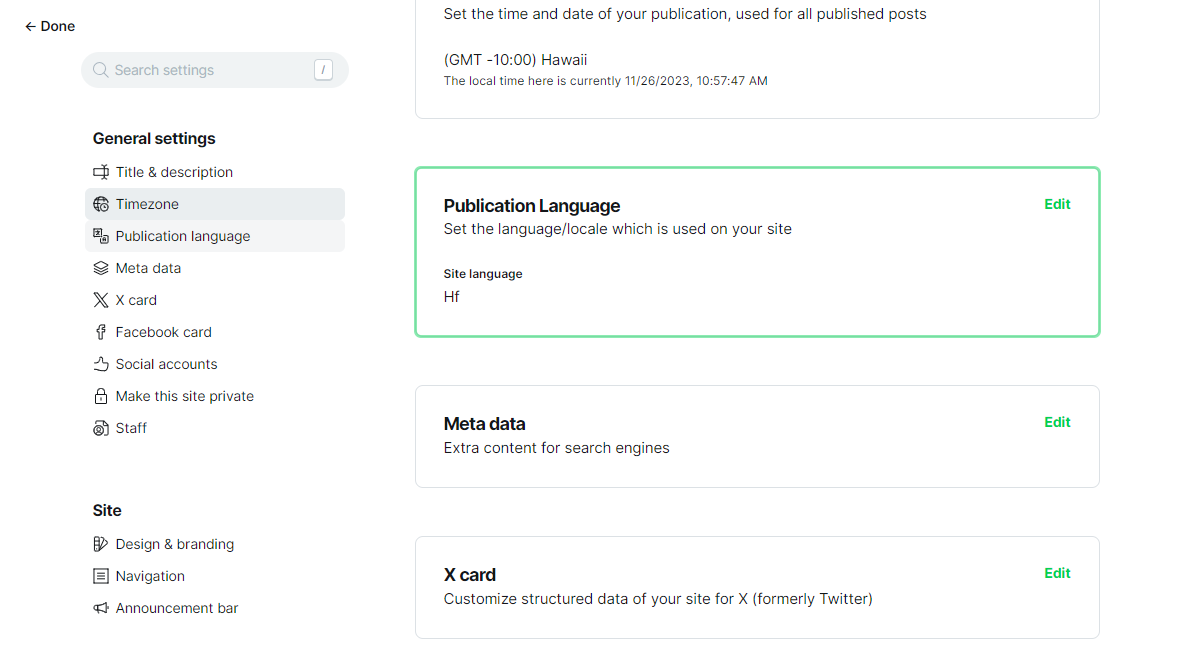 ← Done
Search settings /
General settings
Title & description
Timezone
Publication language
Meta data
X card
Facebook card
Social accounts
Make this site private
Staff
Site
Design & branding
Navigation
Announcement bar
Set the time and date of your publication, used for all published posts
(GMT -10:00) Hawaii
The local time here is currently 11/26/2023, 10:57:47 AM
Publication Language
Edit
Set the language/locale which is used on your site
Site language
Hf
Meta data
Edit
Extra content for search engines
X card
Edit
Customize structured data of your site for X (formerly Twitter)